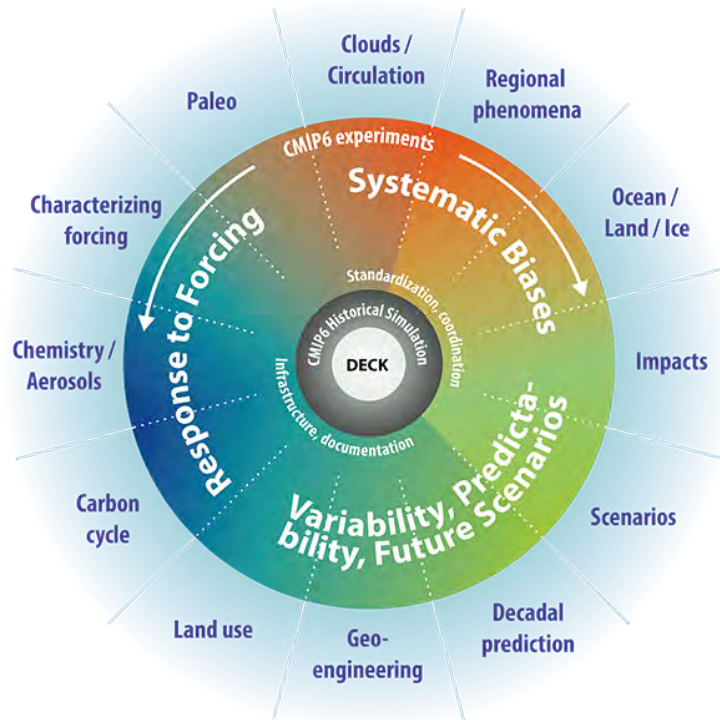 Clouds /
Circulation
Regional
phenomena
Ocean /
Land / Ice
Impacts
Scenarios
Decadal
prediction
Geo-
engineering
Land use
Carbon
cycle
Chemistry /
Aerosols
Characterizing
forcing
Paleo
CMIP6 experiments
Systematic Biases
Variability, Predicta-
bility, Future Scenarios
Response to Forcing
Standardization, coordination
Infrastructure, documentation
CMIP6 Historical Simulation
DECK